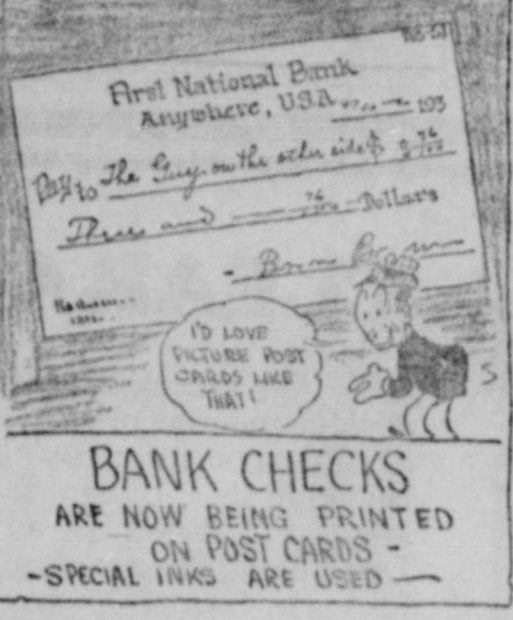 First National Bank
Anywhere, USA 193
Pay to The Guy on the other side $ 3 76/100
Three and 76/100 Dollars
I'D LOVE
PICTURE POST
CARDS LIKE
THAT!
S
BANK CHECKS
ARE NOW BEING PRINTED
ON POST CARDS -
- SPECIAL INKS ARE USED —